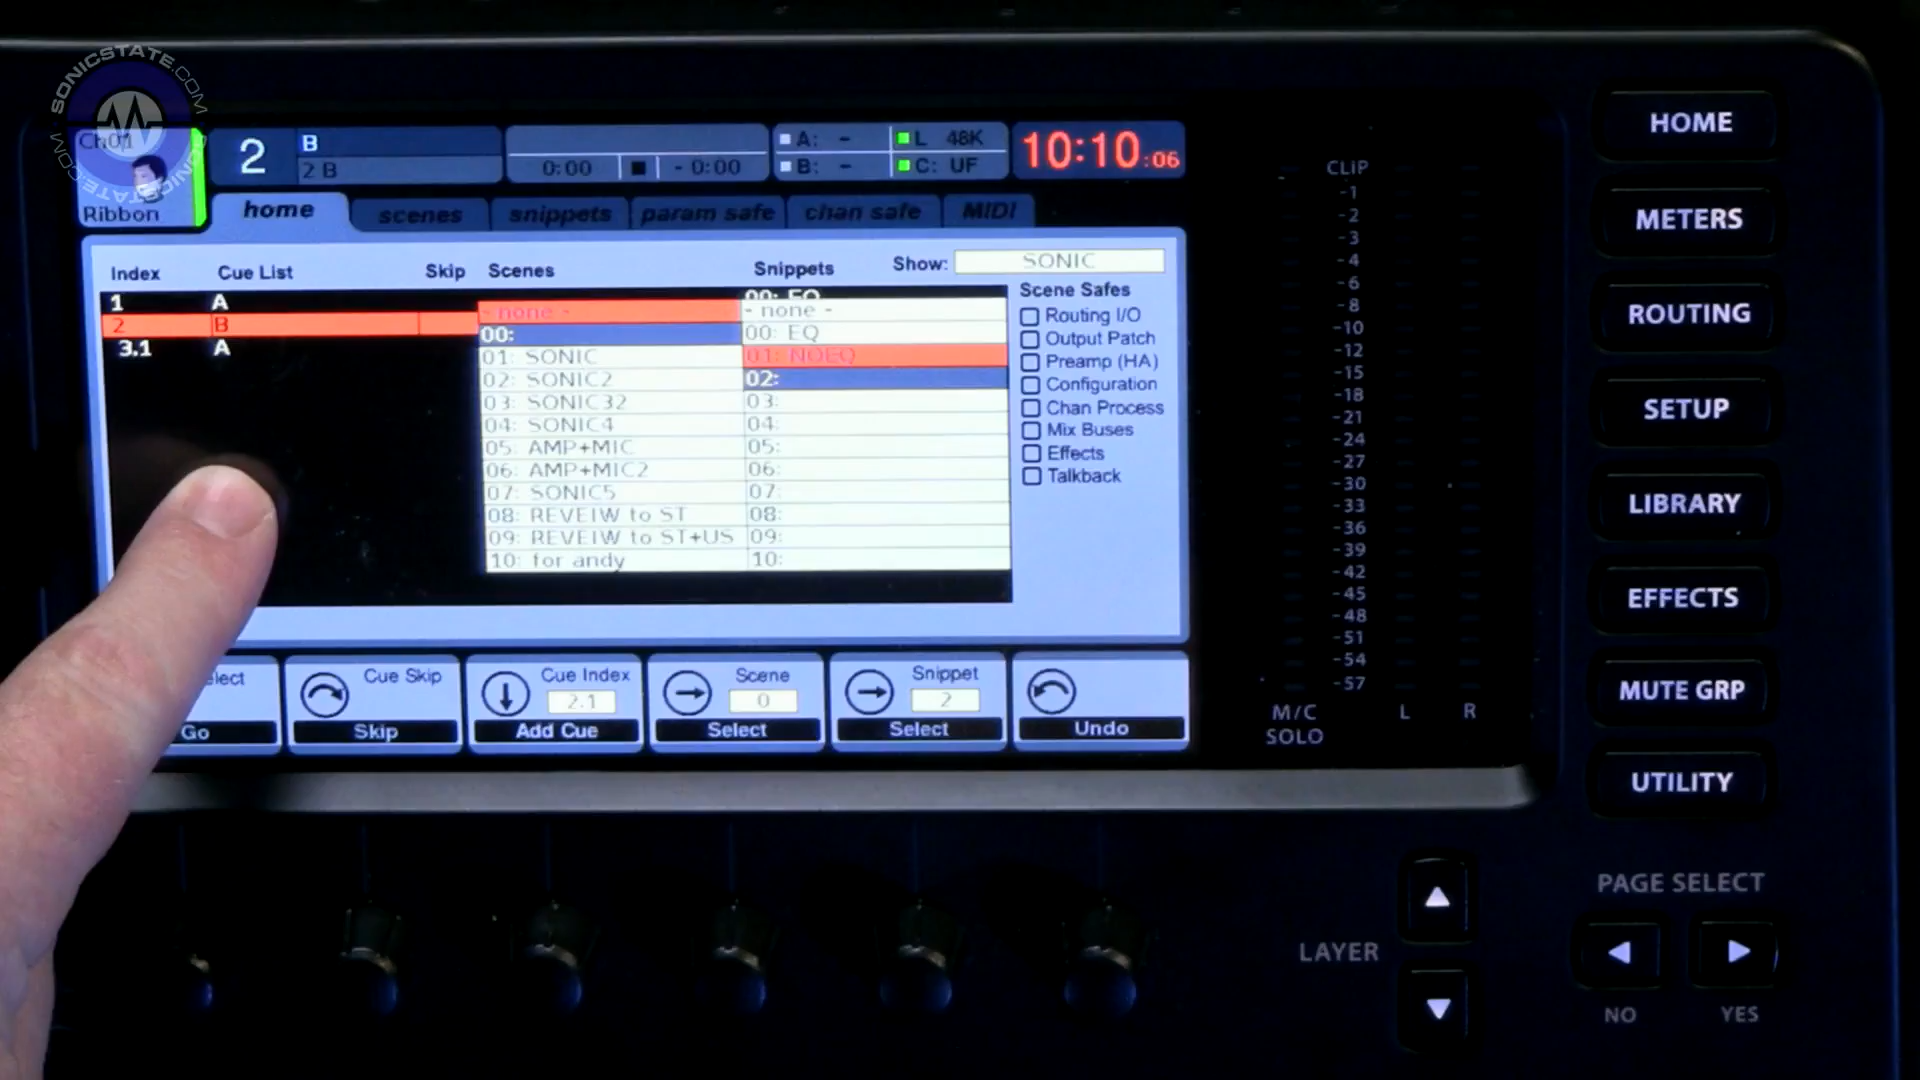 SONICSTATE.COM
Ch01
Ribbon
2
B
2 B
0:00
- 0:00
A: -
B: -
L 48K
C: UF
10:10:06
home
scenes
snippets
param safe
chan safe
MIDI
Index
Cue List
Skip
Scenes
Snippets
Show:
SONIC
1 A
2 B
3.1 A
- none -
00:
01: SONIC
02: SONIC2
03: SONIC32
04: SONIC4
05: AMP+MIC
06: AMP+MIC2
07: SONIC5
08: REVEIW to ST
09: REVEIW to ST+US
10: for andy
00: EQ
- none -
00: EQ
01: NOEQ
02:
03:
04:
05:
06:
07:
08:
09:
10:
Scene Safes
Routing I/O
Output Patch
Preamp (HA)
Configuration
Chan Process
Mix Buses
Effects
Talkback
Go
Cue Skip
Skip
Cue Index
2.1
Add Cue
Scene
0
Select
Snippet
2
Select
Undo
CLIP
-1
-2
-3
-4
-6
-8
-10
-12
-15
-18
-21
-24
-27
-30
-33
-36
-39
-42
-45
-48
-51
-54
-57
M/C
SOLO
L
R
HOME
METERS
ROUTING
SETUP
LIBRARY
EFFECTS
MUTE GRP
UTILITY
PAGE SELECT
NO
YES
LAYER